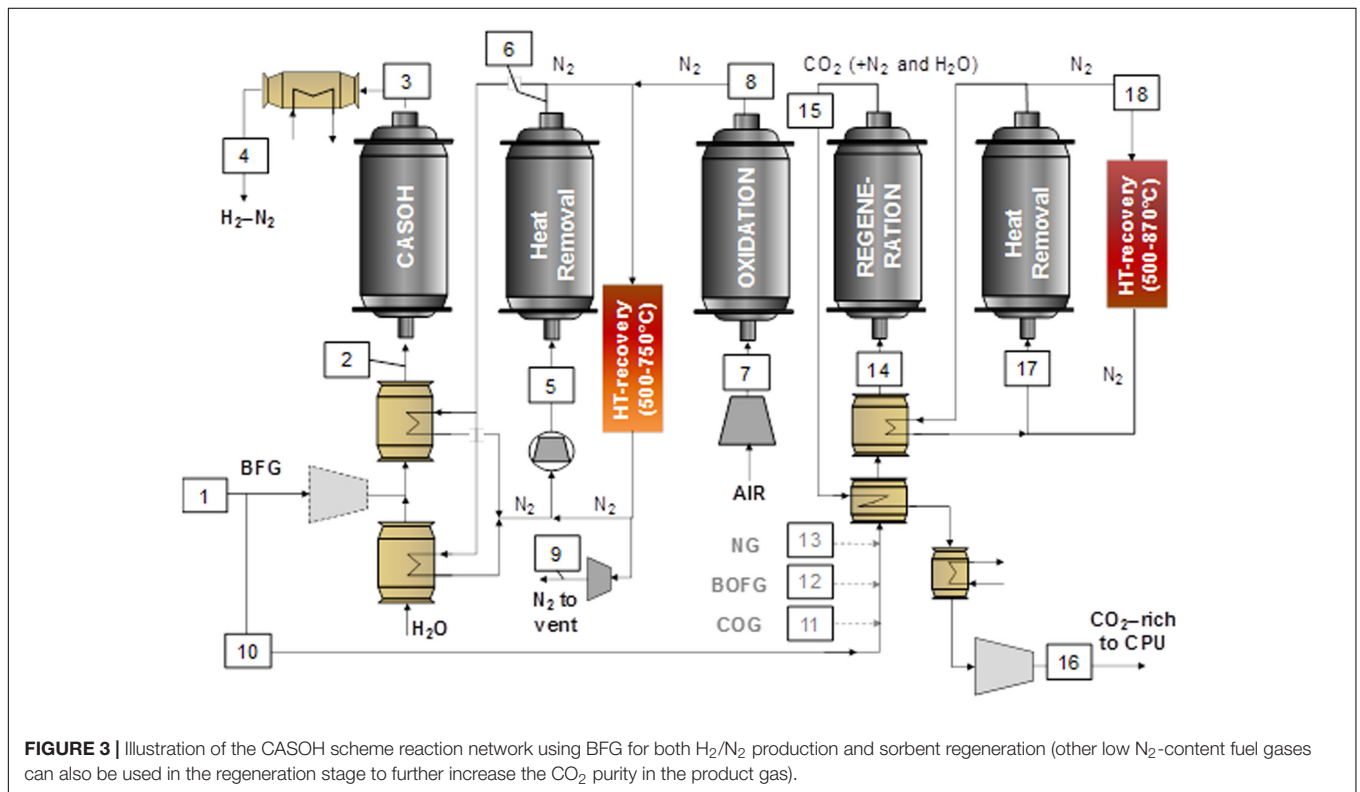 6
N₂
N₂
CO₂ (+N₂ and H₂O)
N₂
3
8
15
18
4
H₂–N₂
CASOH
Heat
Removal
OXIDATION
REGENE-
RATION
Heat
Removal
HT-recovery
(500-870°C)
HT-recovery
(500-750°C)
2
5
7
14
17
N₂
BFG
1
AIR
N₂
N₂
9
N₂ to
vent
NG
13
BOFG
12
COG
11
H₂O
10
CO₂–rich
to CPU
16
FIGURE 3 | Illustration of the CASOH scheme reaction network using BFG for both H₂/N₂ production and sorbent regeneration (other low N₂-content fuel gases
can also be used in the regeneration stage to further increase the CO₂ purity in the product gas).